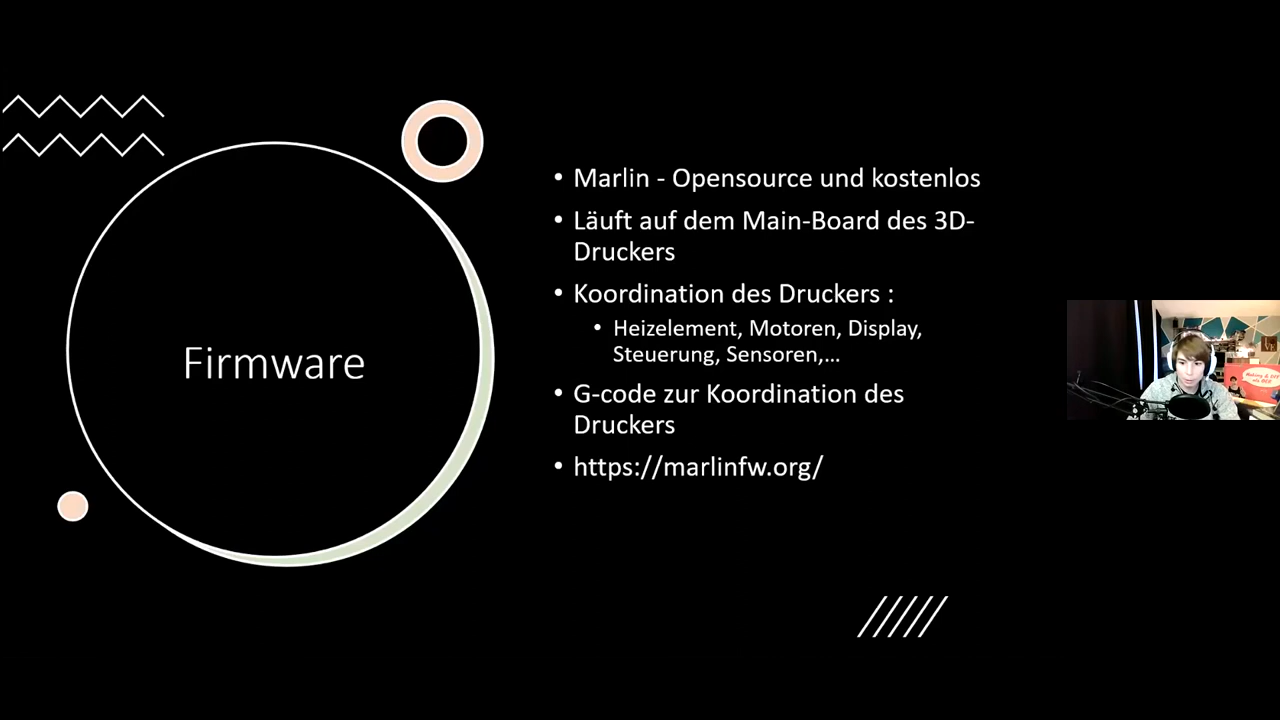 Firmware
• Marlin - Opensource und kostenlos
• Läuft auf dem Main-Board des 3D-
Druckers
• Koordination des Druckers :
• Heizelement, Motoren, Display,
Steuerung, Sensoren,...
• G-code zur Koordination des
Druckers
• https://marlinfw.org/